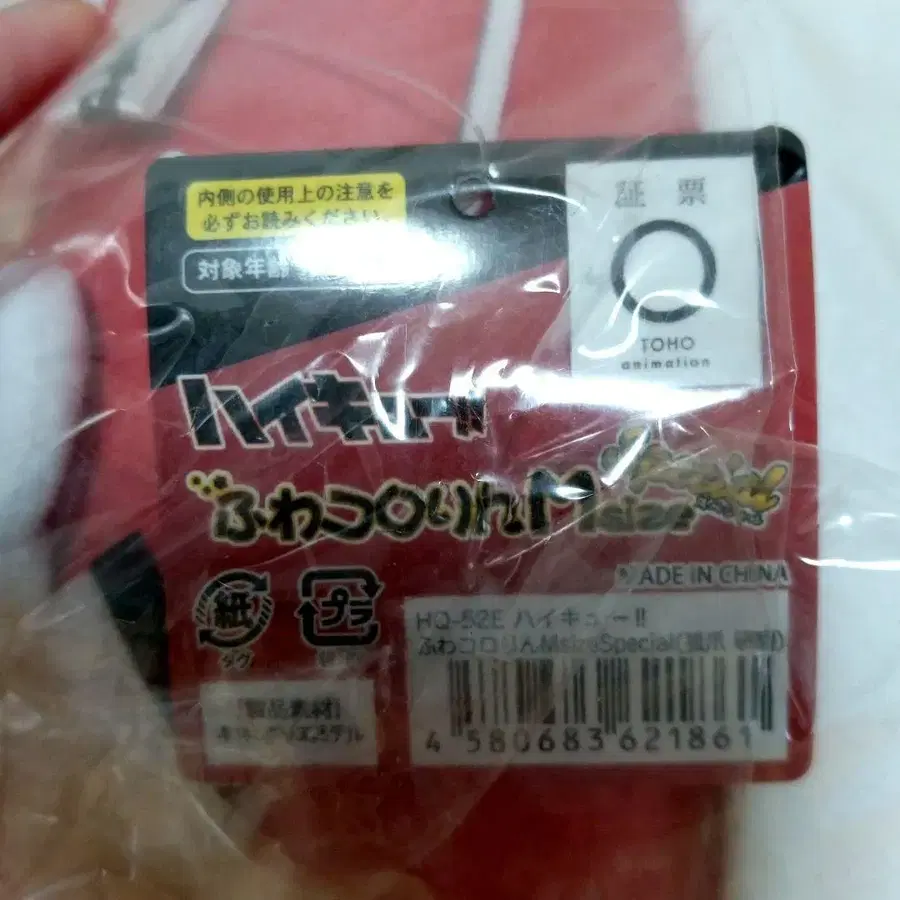 内側の使用上の注意を
必ずお読みください。
対象年齢
証 票
TOHO
animation
ハイキュー!!
ふわコロりんMsize
MADE IN CHINA
紙
タグ
プラ
HQ-52E ハイキュー!!
ふわコロりんMsizeSpecial(孤爪 研磨)
4 580683 621861